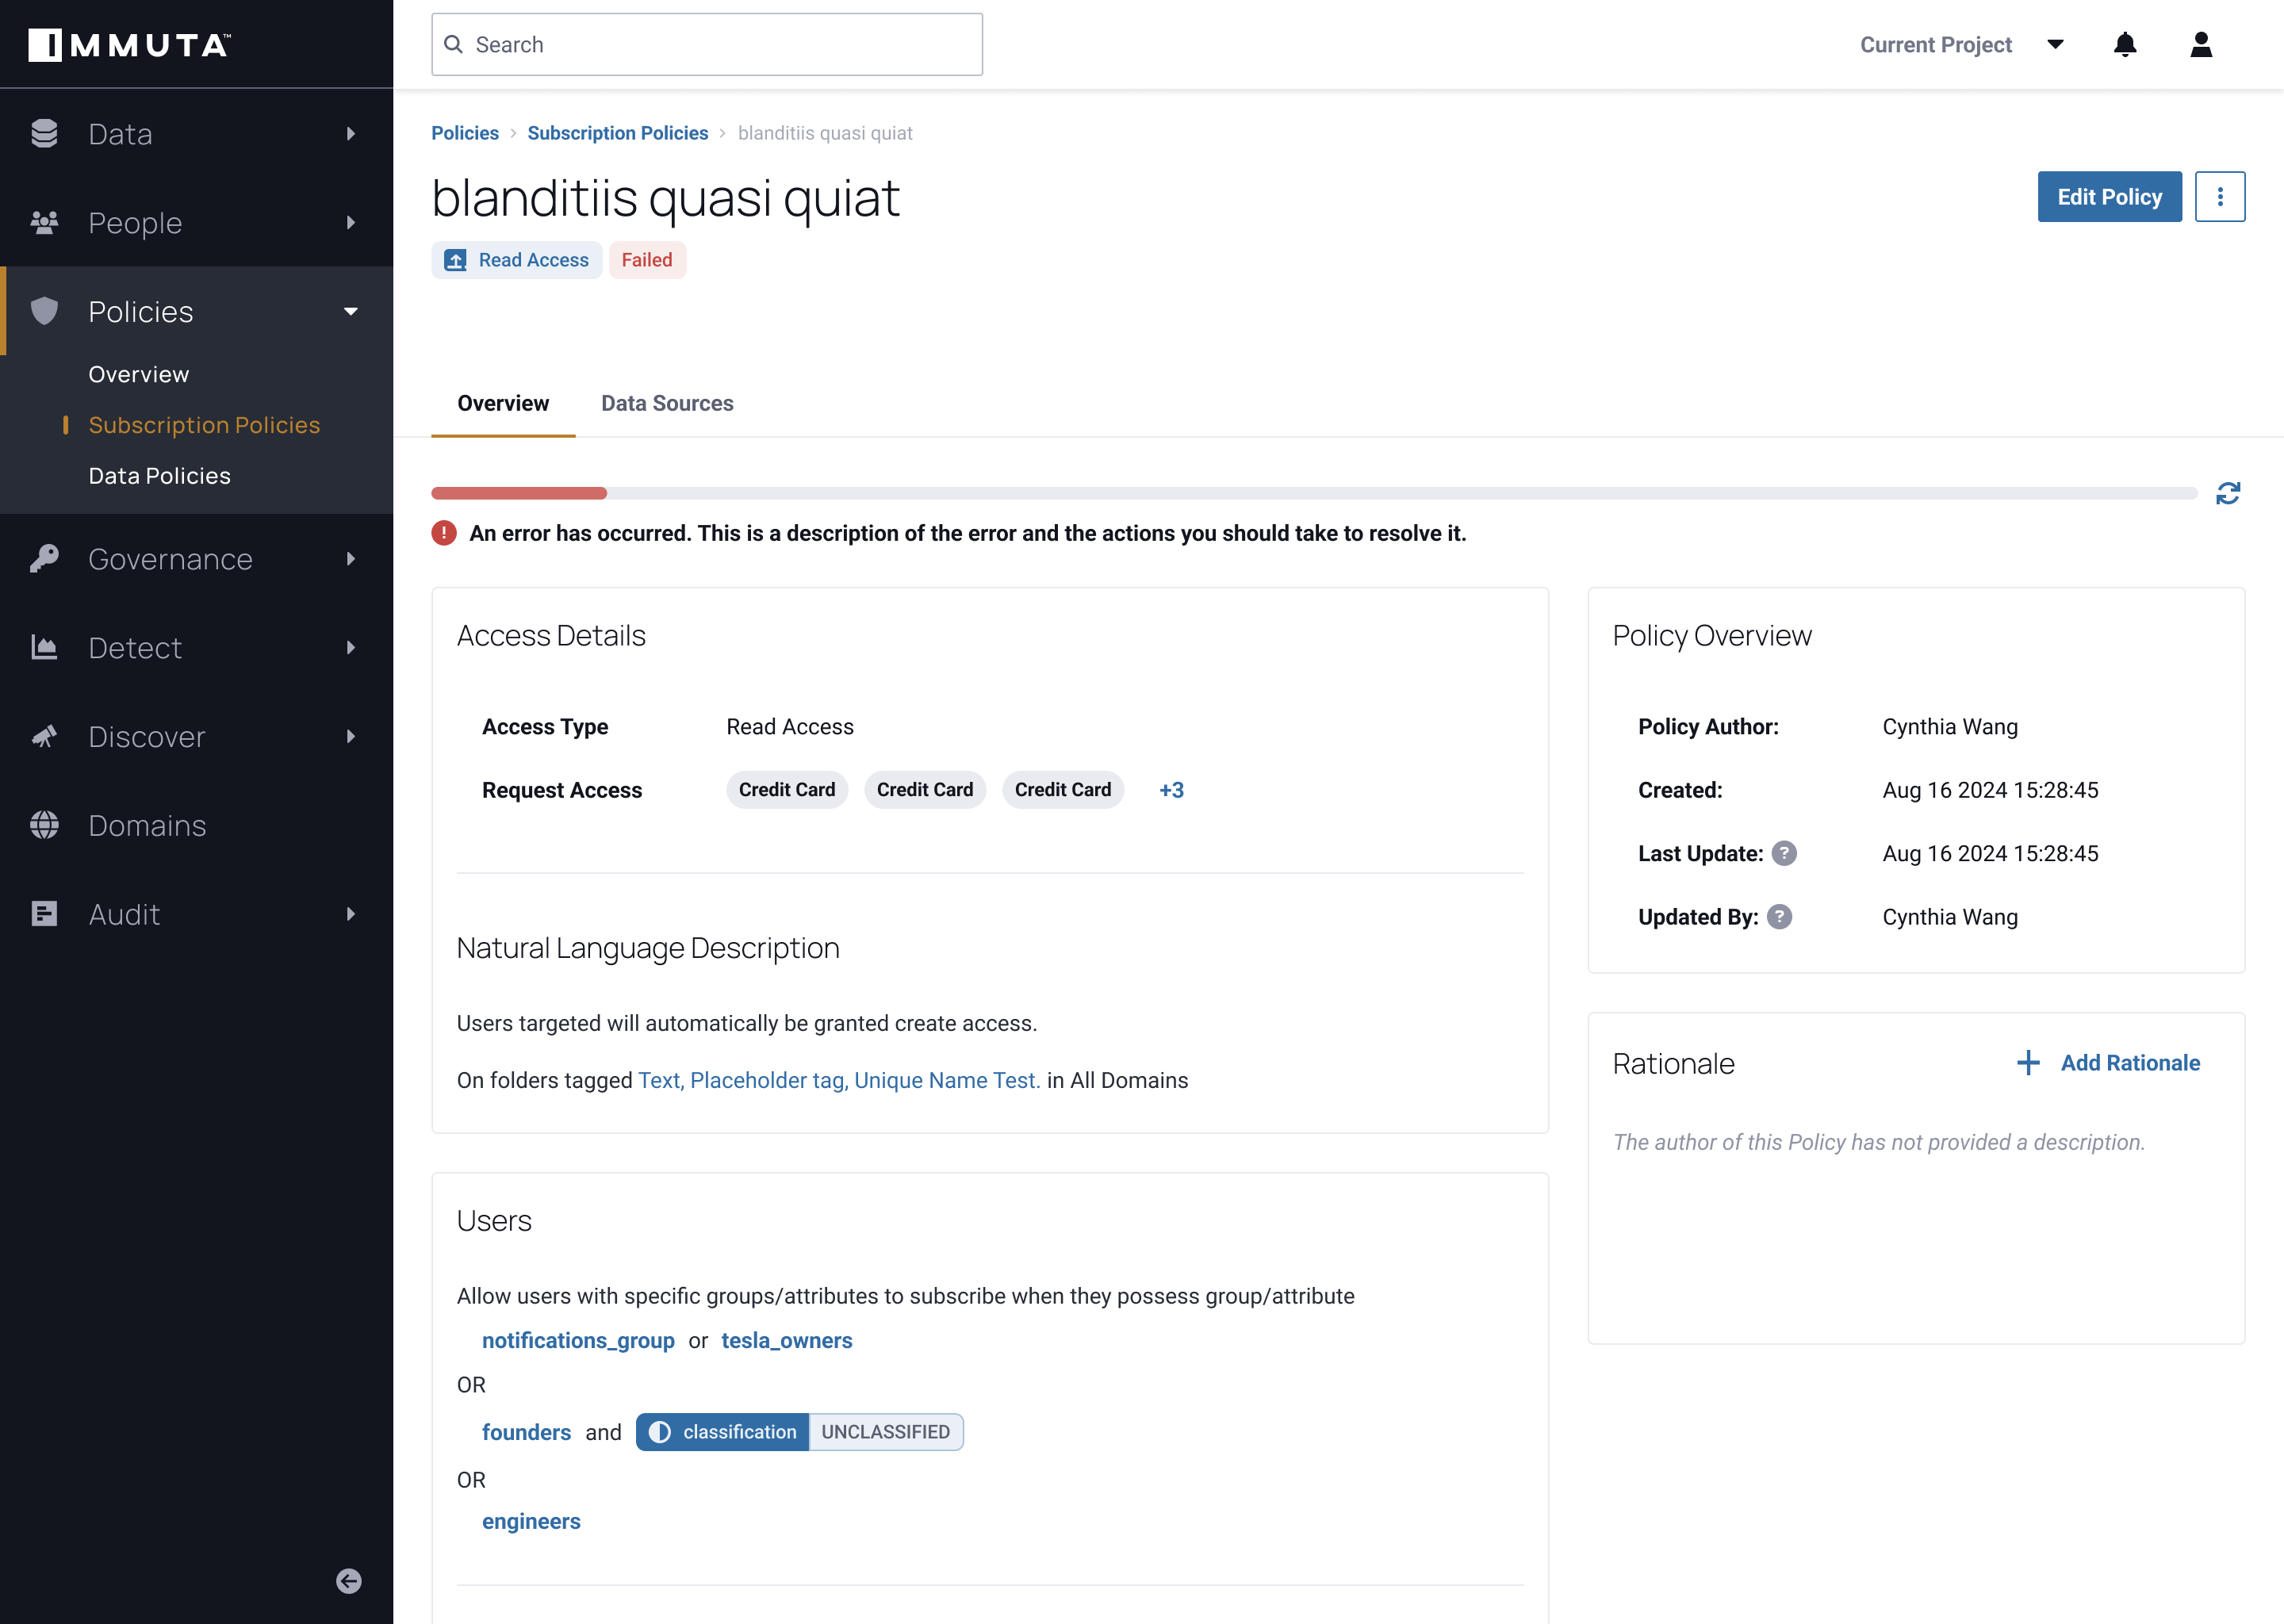 IMMUTA™
Search
Current Project
Data
People
Policies
Overview
Subscription Policies
Data Policies
Governance
Detect
Discover
Domains
Audit
Policies > Subscription Policies > blanditiis quasi quiat
blanditiis quasi quiat
Edit Policy
Read Access Failed
Overview Data Sources
An error has occurred. This is a description of the error and the actions you should take to resolve it.
Access Details
Access Type Read Access
Request Access Credit Card Credit Card Credit Card +3
Natural Language Description
Users targeted will automatically be granted create access.
On folders tagged Text, Placeholder tag, Unique Name Test. in All Domains
Users
Allow users with specific groups/attributes to subscribe when they possess group/attribute
notifications_group or tesla_owners
OR
founders and classification UNCLASSIFIED
OR
engineers
Policy Overview
Policy Author: Cynthia Wang
Created: Aug 16 2024 15:28:45
Last Update: ? Aug 16 2024 15:28:45
Updated By: ? Cynthia Wang
Rationale
Add Rationale
The author of this Policy has not provided a description.